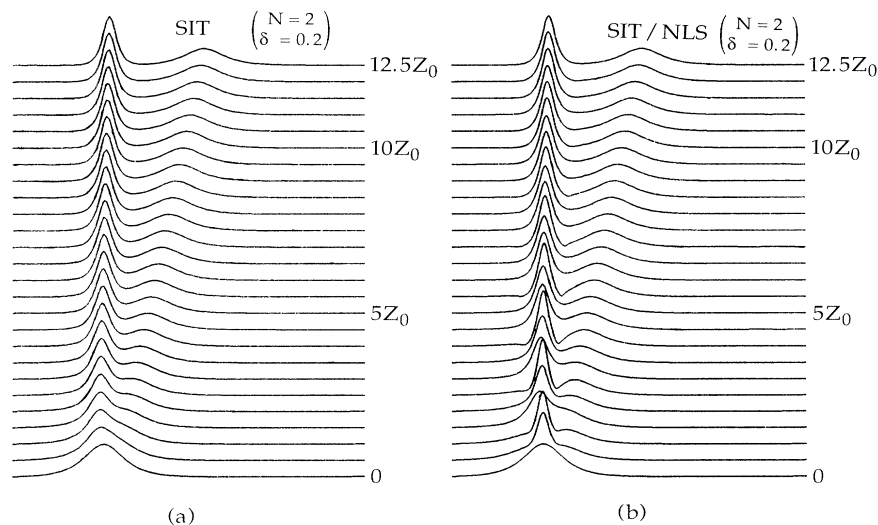 SIT ( N = 2
δ = 0.2 )
12.5Z₀
10Z₀
5Z₀
0
(a)
SIT / NLS ( N = 2
δ = 0.2 )
12.5Z₀
10Z₀
5Z₀
0
(b)